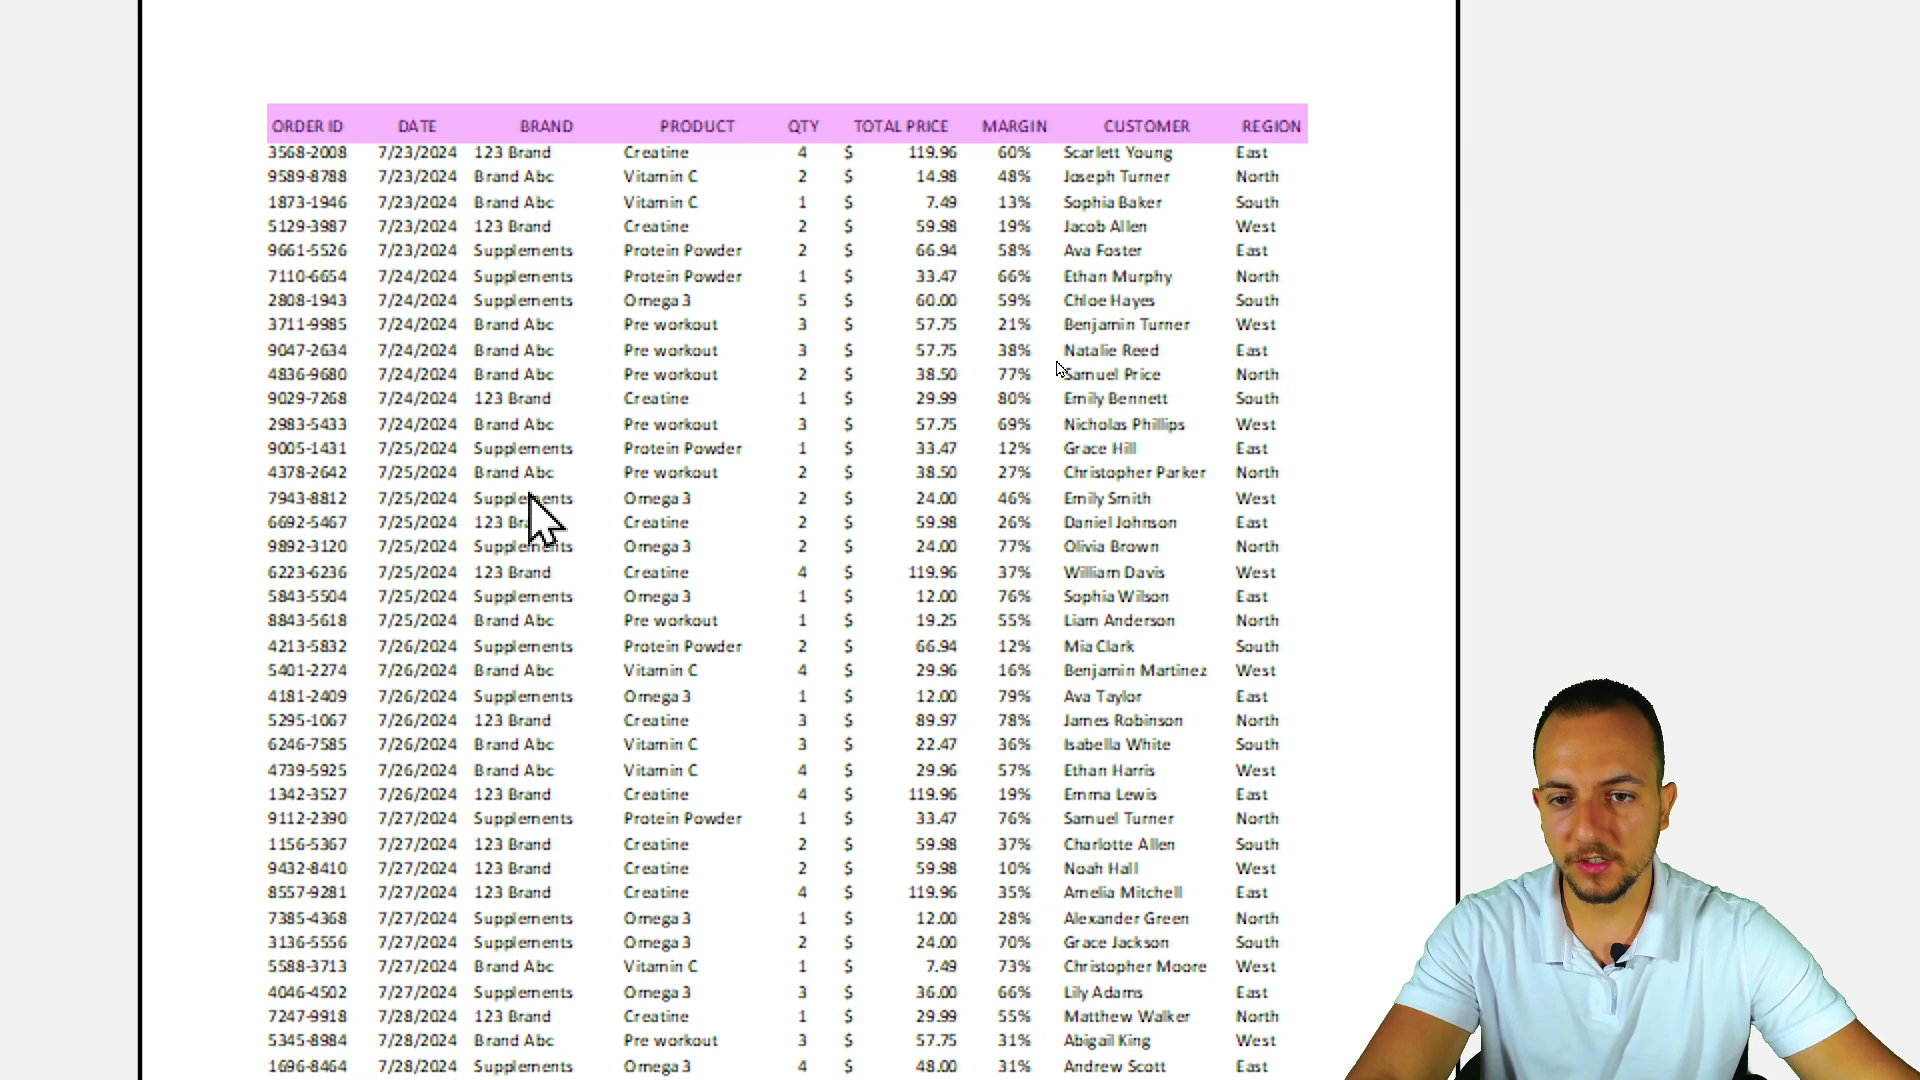 ORDER ID DATE BRAND PRODUCT QTY TOTAL PRICE MARGIN CUSTOMER REGION
3568-2008 7/23/2024 123 Brand Creatine 4 $ 119.96 60% Scarlett Young East
9589-8788 7/23/2024 Brand Abc Vitamin C 2 $ 14.98 48% Joseph Turner North
1873-1946 7/23/2024 Brand Abc Vitamin C 1 $ 7.49 13% Sophia Baker South
5129-3987 7/23/2024 123 Brand Creatine 2 $ 59.98 19% Jacob Allen West
9661-5526 7/23/2024 Supplements Protein Powder 2 $ 66.94 58% Ava Foster East
7110-6654 7/24/2024 Supplements Protein Powder 1 $ 33.47 66% Ethan Murphy North
2808-1943 7/24/2024 Supplements Omega 3 5 $ 60.00 59% Chloe Hayes South
3711-9985 7/24/2024 Brand Abc Pre workout 3 $ 57.75 21% Benjamin Turner West
9047-2634 7/24/2024 Brand Abc Pre workout 3 $ 57.75 38% Natalie Reed East
4836-9680 7/24/2024 Brand Abc Pre workout 2 $ 38.50 77% Samuel Price North
9029-7268 7/24/2024 123 Brand Creatine 1 $ 29.99 80% Emily Bennett South
2983-5433 7/24/2024 Brand Abc Pre workout 3 $ 57.75 69% Nicholas Phillips West
9005-1431 7/25/2024 Supplements Protein Powder 1 $ 33.47 12% Grace Hill East
4378-2642 7/25/2024 Brand Abc Pre workout 2 $ 38.50 27% Christopher Parker North
7943-8812 7/25/2024 Supplements Omega 3 2 $ 24.00 46% Emily Smith West
6692-5467 7/25/2024 123 Brand Creatine 2 $ 59.98 26% Daniel Johnson East
9892-3120 7/25/2024 Supplements Omega 3 2 $ 24.00 77% Olivia Brown North
6223-6236 7/25/2024 123 Brand Creatine 4 $ 119.96 37% William Davis West
5843-5504 7/25/2024 Supplements Omega 3 1 $ 12.00 76% Sophia Wilson East
8843-5618 7/25/2024 Brand Abc Pre workout 1 $ 19.25 55% Liam Anderson North
4213-5832 7/26/2024 Supplements Protein Powder 2 $ 66.94 12% Mia Clark South
5401-2274 7/26/2024 Brand Abc Vitamin C 4 $ 29.96 16% Benjamin Martinez West
4181-2409 7/26/2024 Supplements Omega 3 1 $ 12.00 79% Ava Taylor East
5295-1067 7/26/2024 123 Brand Creatine 3 $ 89.97 78% James Robinson North
6246-7585 7/26/2024 Brand Abc Vitamin C 3 $ 22.47 36% Isabella White South
4739-5925 7/26/2024 Brand Abc Vitamin C 4 $ 29.96 57% Ethan Harris West
1342-3527 7/26/2024 123 Brand Creatine 4 $ 119.96 19% Emma Lewis East
9112-2390 7/27/2024 Supplements Protein Powder 1 $ 33.47 76% Samuel Turner North
1156-5367 7/27/2024 123 Brand Creatine 2 $ 59.98 37% Charlotte Allen South
9432-8410 7/27/2024 123 Brand Creatine 2 $ 59.98 10% Noah Hall West
8557-9281 7/27/2024 123 Brand Creatine 4 $ 119.96 35% Amelia Mitchell East
7385-4368 7/27/2024 Supplements Omega 3 1 $ 12.00 28% Alexander Green North
3136-5556 7/27/2024 Supplements Omega 3 2 $ 24.00 70% Grace Jackson South
5588-3713 7/27/2024 Brand Abc Vitamin C 1 $ 7.49 73% Christopher Moore West
4046-4502 7/27/2024 Supplements Omega 3 3 $ 36.00 66% Lily Adams East
7247-9918 7/28/2024 123 Brand Creatine 1 $ 29.99 55% Matthew Walker North
5345-8984 7/28/2024 Brand Abc Pre workout 3 $ 57.75 31% Abigail King West
1696-8464 7/28/2024 Supplements Omega 3 4 $ 48.00 31% Andrew Scott East